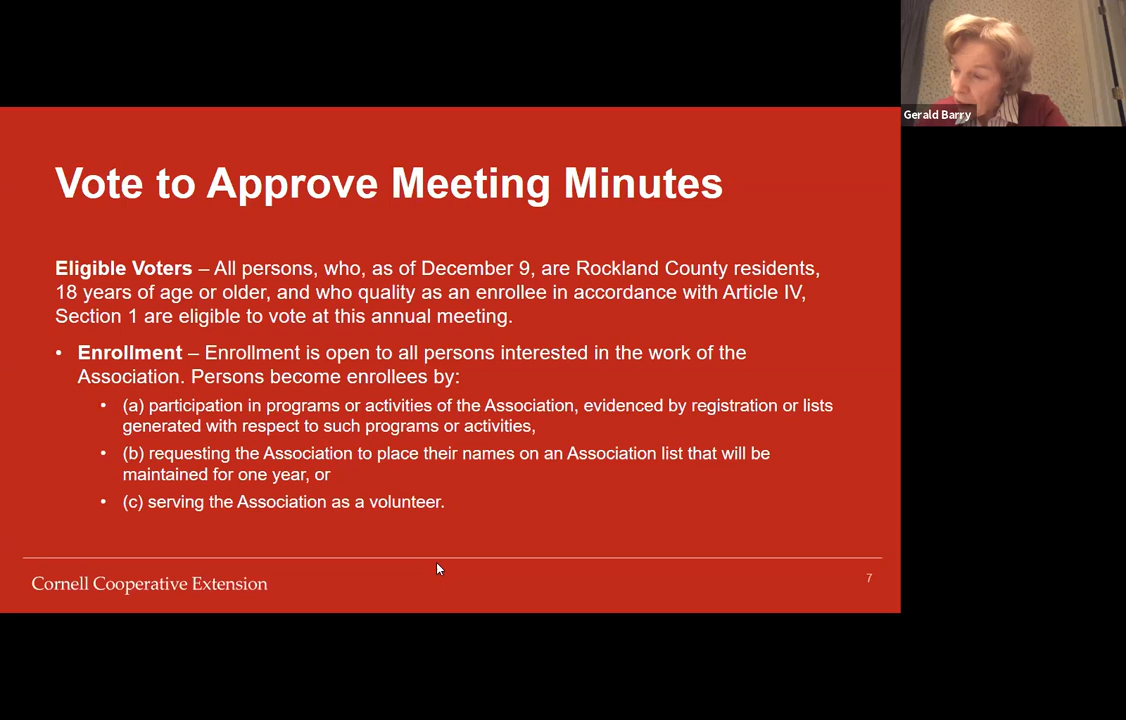 Gerald Barry
Vote to Approve Meeting Minutes
Eligible Voters – All persons, who, as of December 9, are Rockland County residents,
18 years of age or older, and who quality as an enrollee in accordance with Article IV,
Section 1 are eligible to vote at this annual meeting.
• Enrollment – Enrollment is open to all persons interested in the work of the
Association. Persons become enrollees by:
• (a) participation in programs or activities of the Association, evidenced by registration or lists
generated with respect to such programs or activities,
• (b) requesting the Association to place their names on an Association list that will be
maintained for one year, or
• (c) serving the Association as a volunteer.
Cornell Cooperative Extension
7